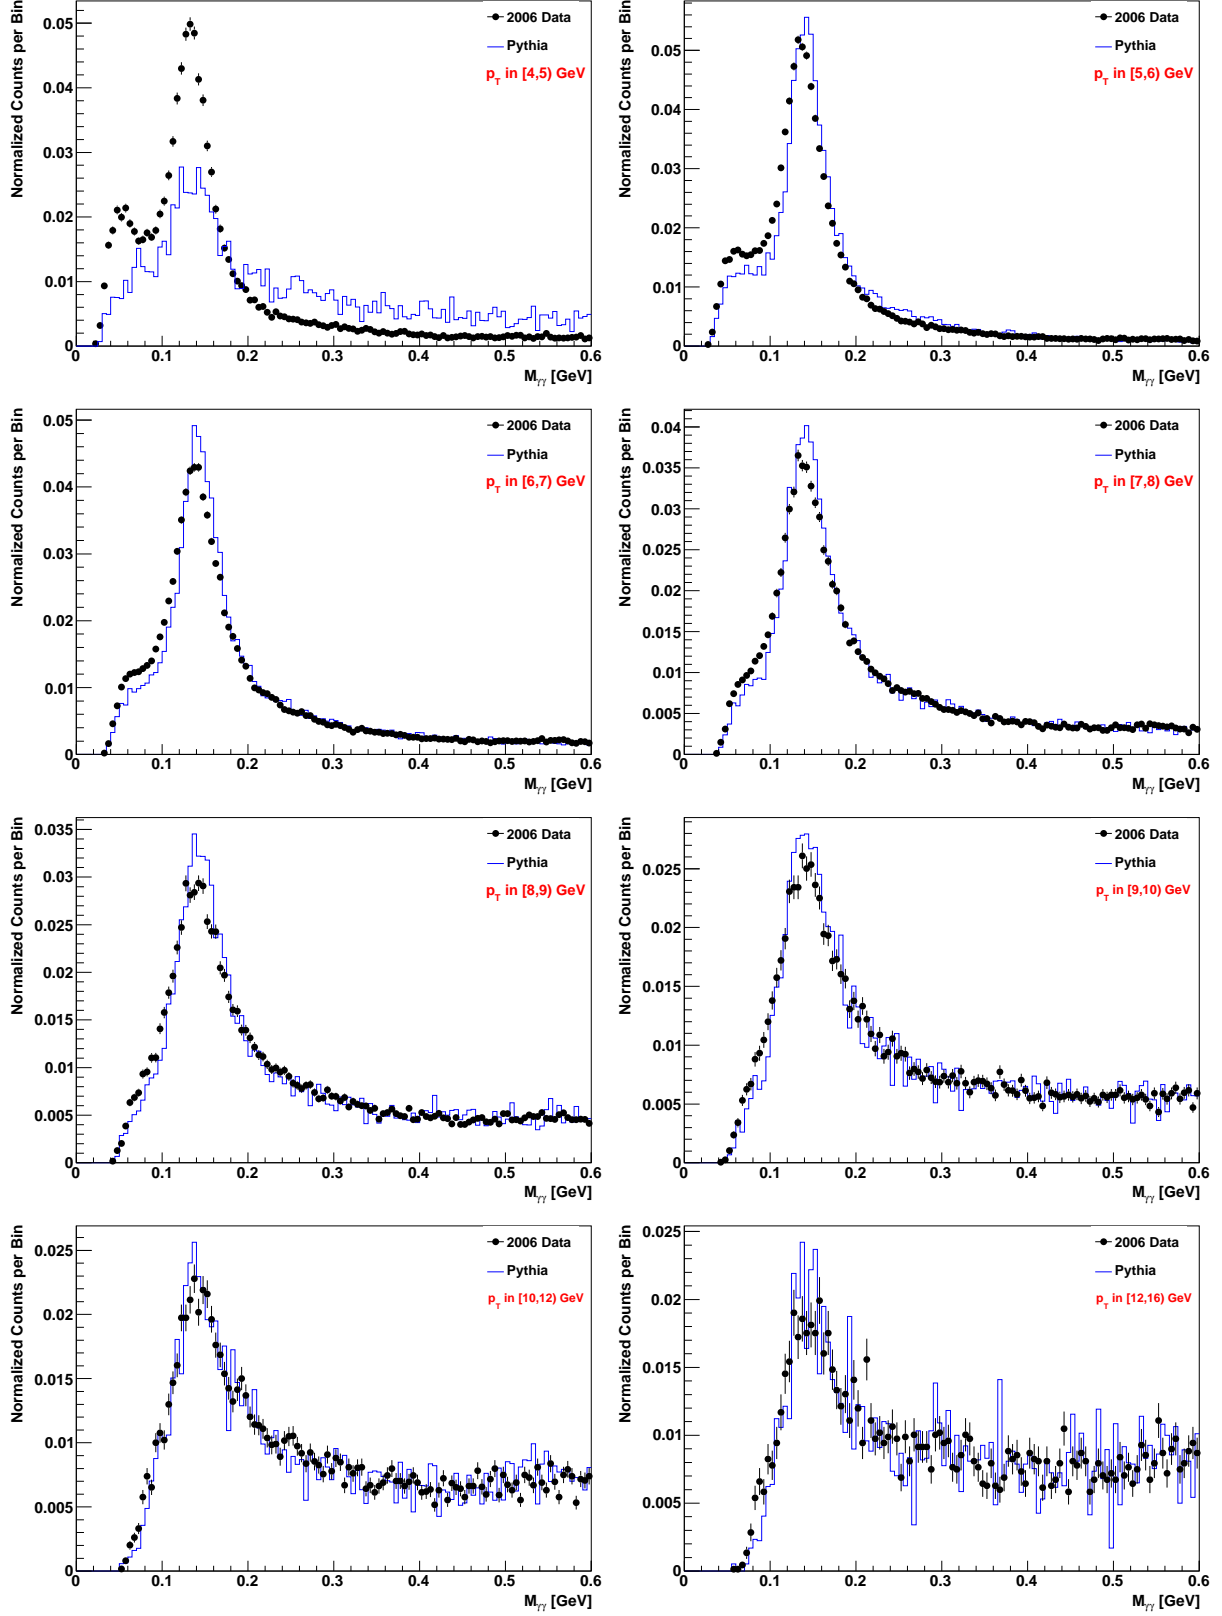 Normalized Counts per Bin
0.05
0.04
0.03
0.02
0.01
0
2006 Data
Pythia
p_T in [4,5) GeV
0 0.1 0.2 0.3 0.4 0.5 0.6
M_γγ [GeV]
Normalized Counts per Bin
0.05
0.04
0.03
0.02
0.01
0
2006 Data
Pythia
p_T in [5,6) GeV
0 0.1 0.2 0.3 0.4 0.5 0.6
M_γγ [GeV]
Normalized Counts per Bin
0.05
0.04
0.03
0.02
0.01
0
2006 Data
Pythia
p_T in [6,7) GeV
0 0.1 0.2 0.3 0.4 0.5 0.6
M_γγ [GeV]
Normalized Counts per Bin
0.04
0.035
0.03
0.025
0.02
0.015
0.01
0.005
0
2006 Data
Pythia
p_T in [7,8) GeV
0 0.1 0.2 0.3 0.4 0.5 0.6
M_γγ [GeV]
Normalized Counts per Bin
0.035
0.03
0.025
0.02
0.015
0.01
0.005
0
2006 Data
Pythia
p_T in [8,9) GeV
0 0.1 0.2 0.3 0.4 0.5 0.6
M_γγ [GeV]
Normalized Counts per Bin
0.025
0.02
0.015
0.01
0.005
0
2006 Data
Pythia
p_T in [9,10) GeV
0 0.1 0.2 0.3 0.4 0.5 0.6
M_γγ [GeV]
Normalized Counts per Bin
0.025
0.02
0.015
0.01
0.005
0
2006 Data
Pythia
p_T in [10,12) GeV
0 0.1 0.2 0.3 0.4 0.5 0.6
M_γγ [GeV]
Normalized Counts per Bin
0.025
0.02
0.015
0.01
0.005
0
2006 Data
Pythia
p_T in [12,16) GeV
0 0.1 0.2 0.3 0.4 0.5 0.6
M_γγ [GeV]